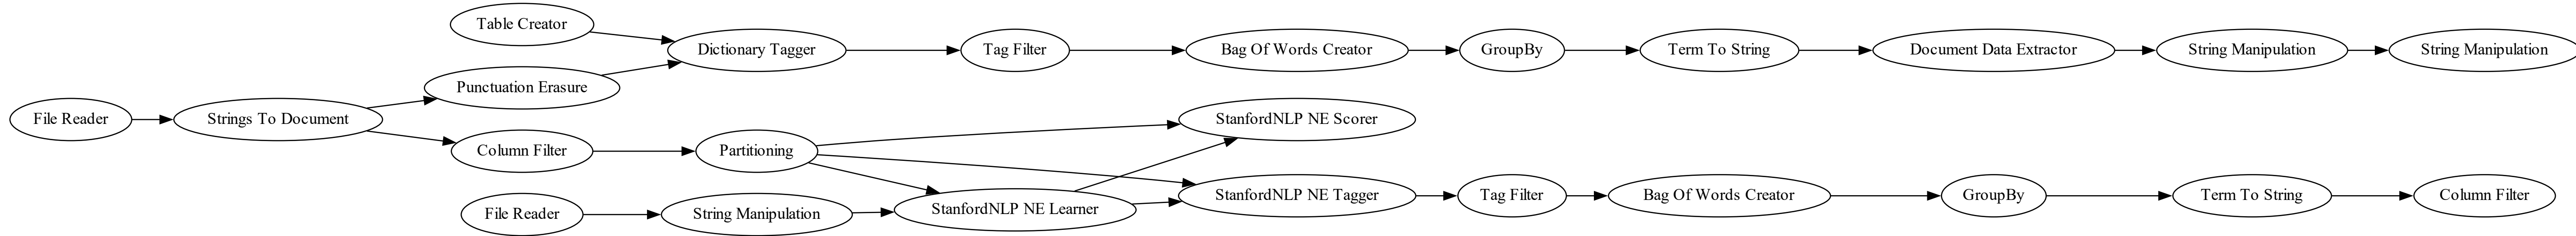 Table Creator
Dictionary Tagger
Tag Filter
Bag Of Words Creator
GroupBy
Term To String
Document Data Extractor
String Manipulation
String Manipulation
Punctuation Erasure
File Reader
Strings To Document
StanfordNLP NE Scorer
Column Filter
Partitioning
StanfordNLP NE Tagger
Tag Filter
Bag Of Words Creator
GroupBy
Term To String
Column Filter
File Reader
String Manipulation
StanfordNLP NE Learner